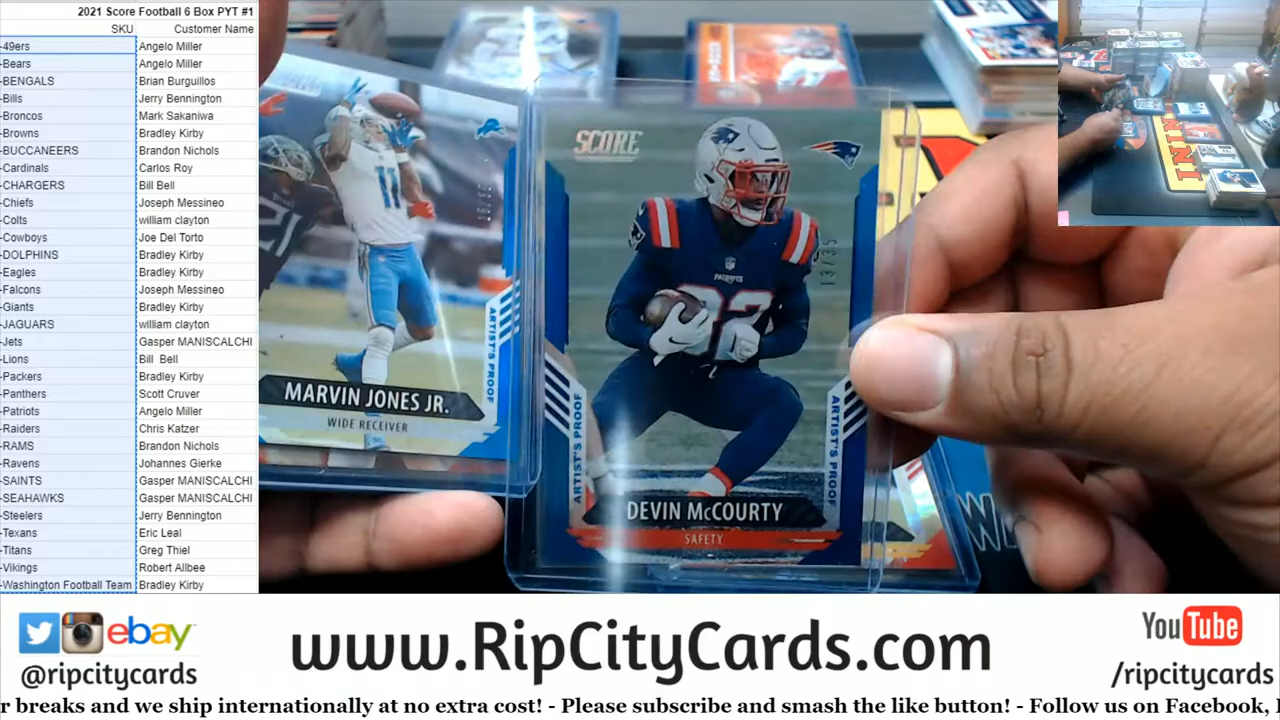 2021 Score Football 6 Box PYT #1
SKU Customer Name
-49ers Angelo Miller
-Bears Angelo Miller
-BENGALS Brian Burguillos
-Bills Jerry Bennington
-Broncos Mark Sakaniwa
-Browns Bradley Kirby
-BUCCANEERS Brandon Nichols
-Cardinals Carlos Roy
-CHARGERS Bill Bell
-Chiefs Joseph Messineo
-Colts william clayton
-Cowboys Joe Del Torto
-DOLPHINS Bradley Kirby
-Eagles Bradley Kirby
-Falcons Joseph Messineo
-Giants Bradley Kirby
-JAGUARS william clayton
-Jets Gasper MANISCALCHI
-Lions Bill Bell
-Packers Bradley Kirby
-Panthers Scott Cruver
-Patriots Angelo Miller
-Raiders Chris Katzer
-RAMS Brandon Nichols
-Ravens Johannes Gierke
-SAINTS Gasper MANISCALCHI
-SEAHAWKS Gasper MANISCALCHI
-Steelers Jerry Bennington
-Texans Eric Leal
-Titans Greg Thiel
-Vikings Robert Allbee
-Washington Football Team Bradley Kirby
11
21
ARTIST'S PROOF
MARVIN JONES JR.
WIDE RECEIVER
SCORE
PATRIOTS
32
13/35
ARTIST'S PROOF
ARTIST'S PROOF
DEVIN McCOURTY
SAFETY
ebay
@ripcitycards
www.RipCityCards.com
YouTube
/ripcitycards
r breaks and we ship internationally at no extra cost! - Please subscribe and smash the like button! - Follow us on Facebook,